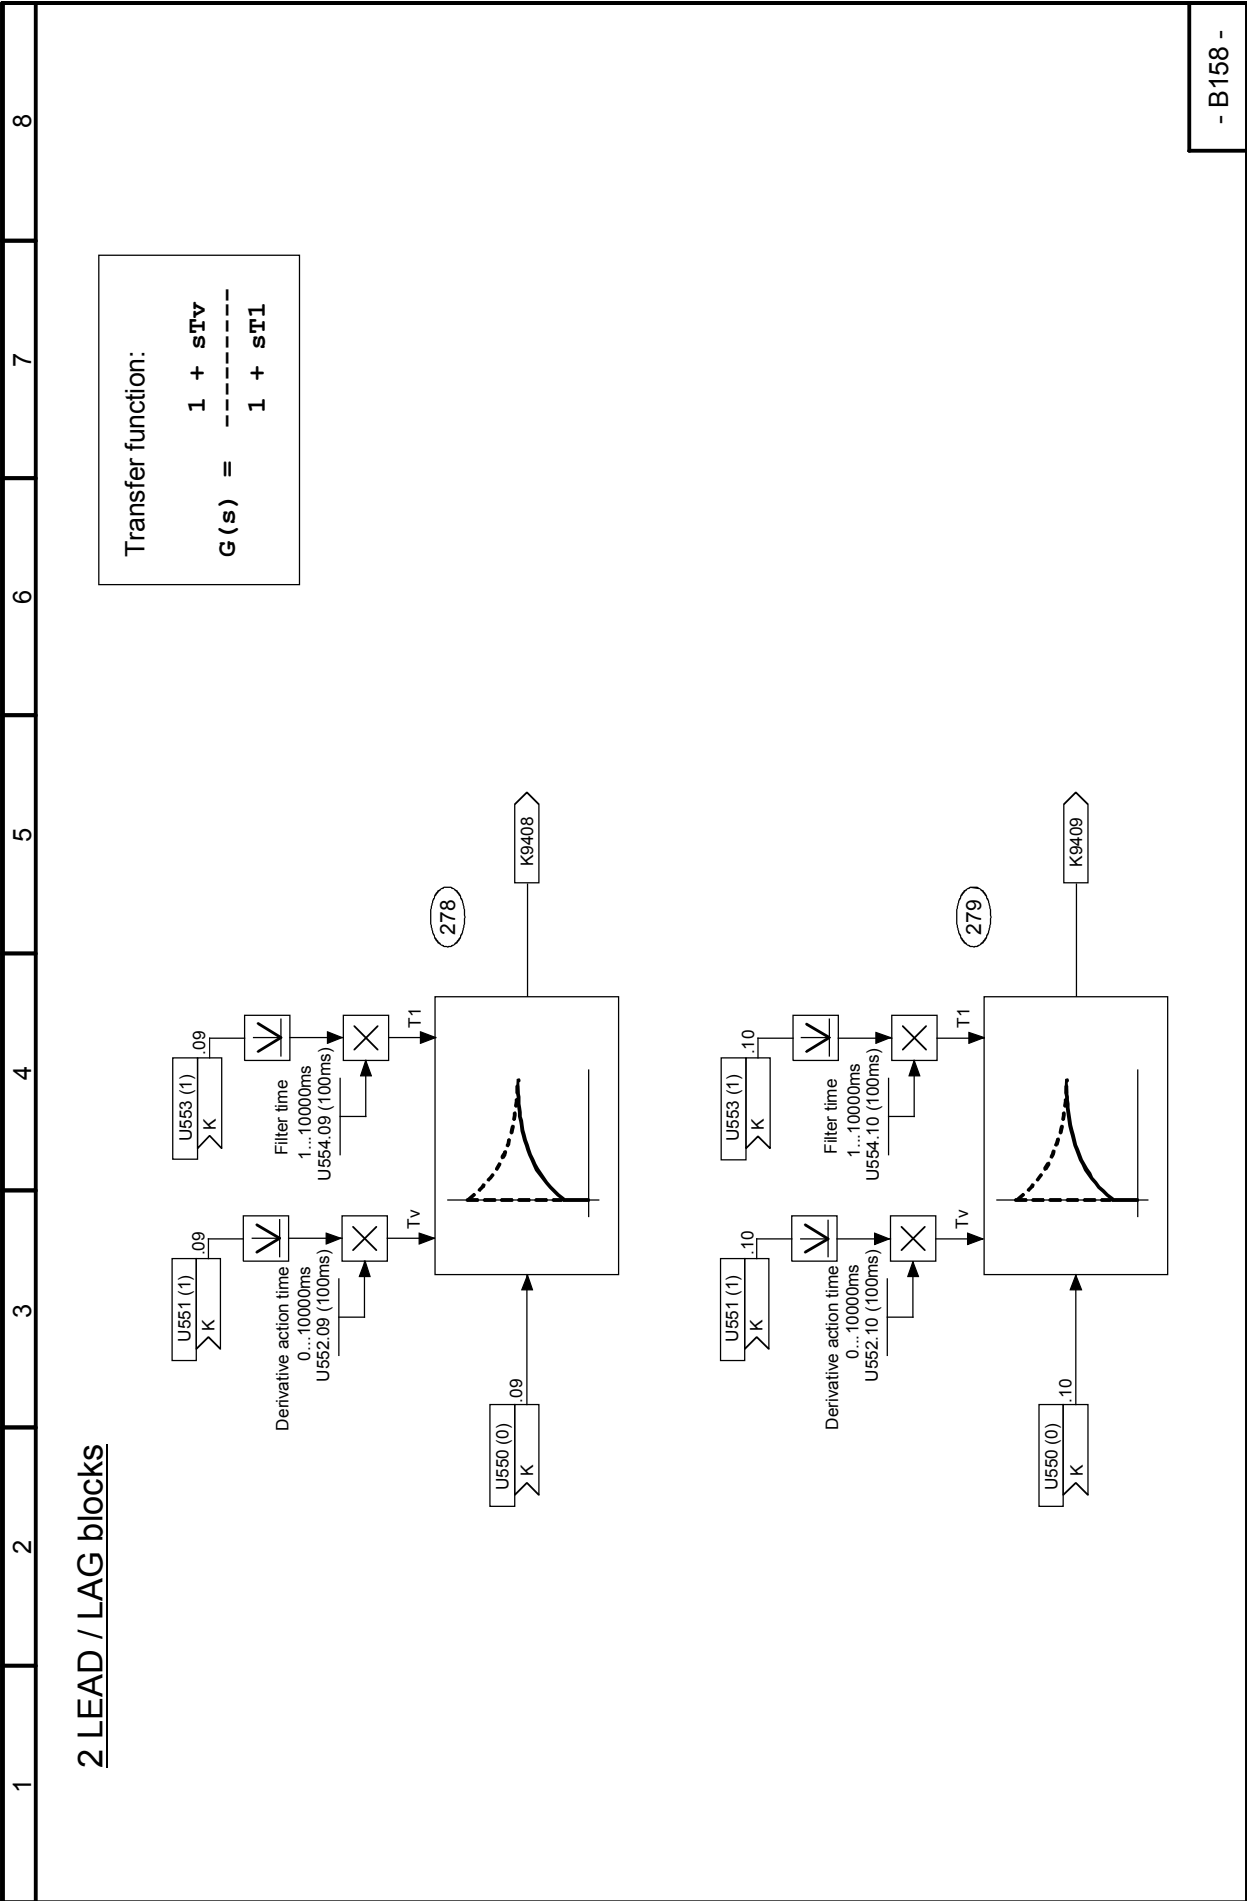 1 2 3 4 5 6 7 8
2 LEAD / LAG blocks
Transfer function:
1 + sTv
G(s) = ----------
1 + sT1
U551 (1)
K
.09
U553 (1)
K
.09
Derivative action time
0...10000ms
U552.09 (100ms)
Filter time
1...10000ms
U554.09 (100ms)
Tv
T1
278
U550 (0)
K
.09
K9408
U551 (1)
K
.10
U553 (1)
K
.10
Derivative action time
0...10000ms
U552.10 (100ms)
Filter time
1...10000ms
U554.10 (100ms)
Tv
T1
279
U550 (0)
K
.10
K9409
- B158 -